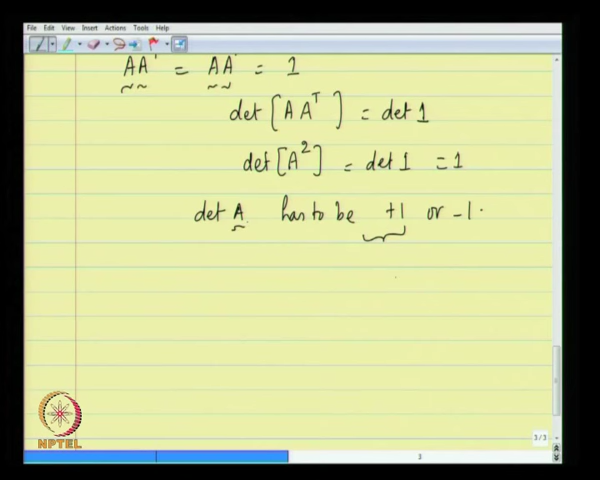 File Edit View Insert Actions Tools Help
AA' = AA' = 1
det [A Aᵀ] = det 1
det [A²] = det 1 = 1
det A has to be +1 or -1.
NPTEL
3/3
3